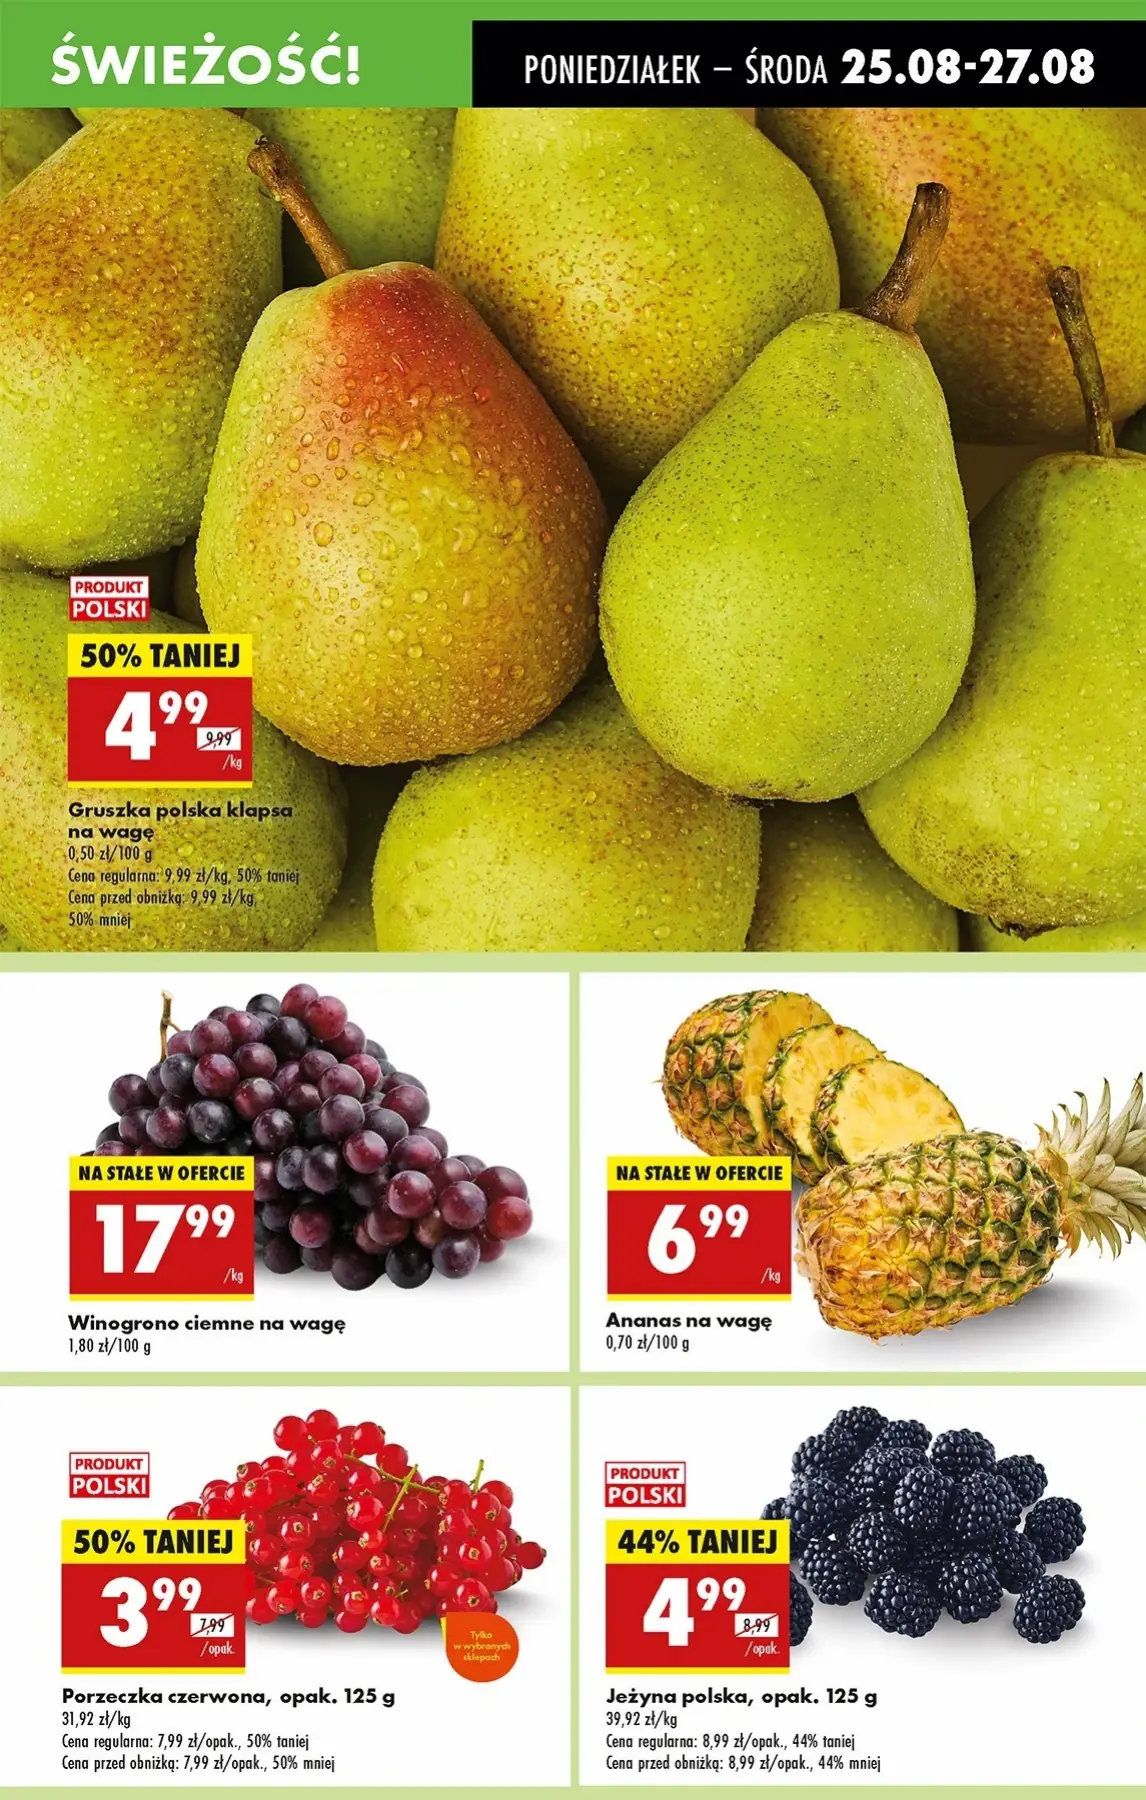 ŚWIEŻOŚĆ!
PONIEDZIAŁEK – ŚRODA 25.08-27.08
PRODUKT
POLSKI
50% TANIEJ
4 99
9,99
/kg
Gruszka polska klapsa
na wagę
0,50 zł/100 g
Cena regularna: 9,99 zł/kg, 50% taniej
Cena przed obniżką: 9,99 zł/kg,
50% mniej
NA STAŁE W OFERCIE
17 99
/kg
Winogrono ciemne na wagę
1,80 zł/100 g
NA STAŁE W OFERCIE
6 99
/kg
Ananas na wagę
0,70 zł/100 g
PRODUKT
POLSKI
50% TANIEJ
3 99
7,99
/opak.
Tylko
w wybranych
sklepach
Porzeczka czerwona, opak. 125 g
31,92 zł/kg
Cena regularna: 7,99 zł/opak., 50% taniej
Cena przed obniżką: 7,99 zł/opak., 50% mniej
PRODUKT
POLSKI
44% TANIEJ
4 99
8,99
/opak.
Jeżyna polska, opak. 125 g
39,92 zł/kg
Cena regularna: 8,99 zł/opak., 44% taniej
Cena przed obniżką: 8,99 zł/opak., 44% mniej